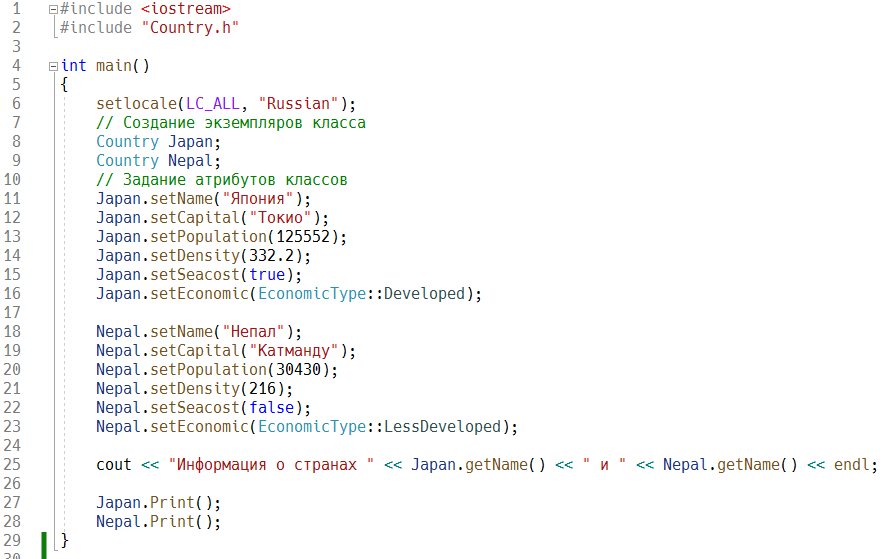 1 #include <iostream>
2 #include "Country.h"
3
4 int main()
5 {
6 setlocale(LC_ALL, "Russian");
7 // Создание экземпляров класса
8 Country Japan;
9 Country Nepal;
10 // Задание атрибутов классов
11 Japan.setName("Япония");
12 Japan.setCapital("Токио");
13 Japan.setPopulation(125552);
14 Japan.setDensity(332.2);
15 Japan.setSeacost(true);
16 Japan.setEconomic(EconomicType::Developed);
17
18 Nepal.setName("Непал");
19 Nepal.setCapital("Катманду");
20 Nepal.setPopulation(30430);
21 Nepal.setDensity(216);
22 Nepal.setSeacost(false);
23 Nepal.setEconomic(EconomicType::LessDeveloped);
24
25 cout << "Информация о странах " << Japan.getName() << " и " << Nepal.getName() << endl;
26
27 Japan.Print();
28 Nepal.Print();
29 }
30